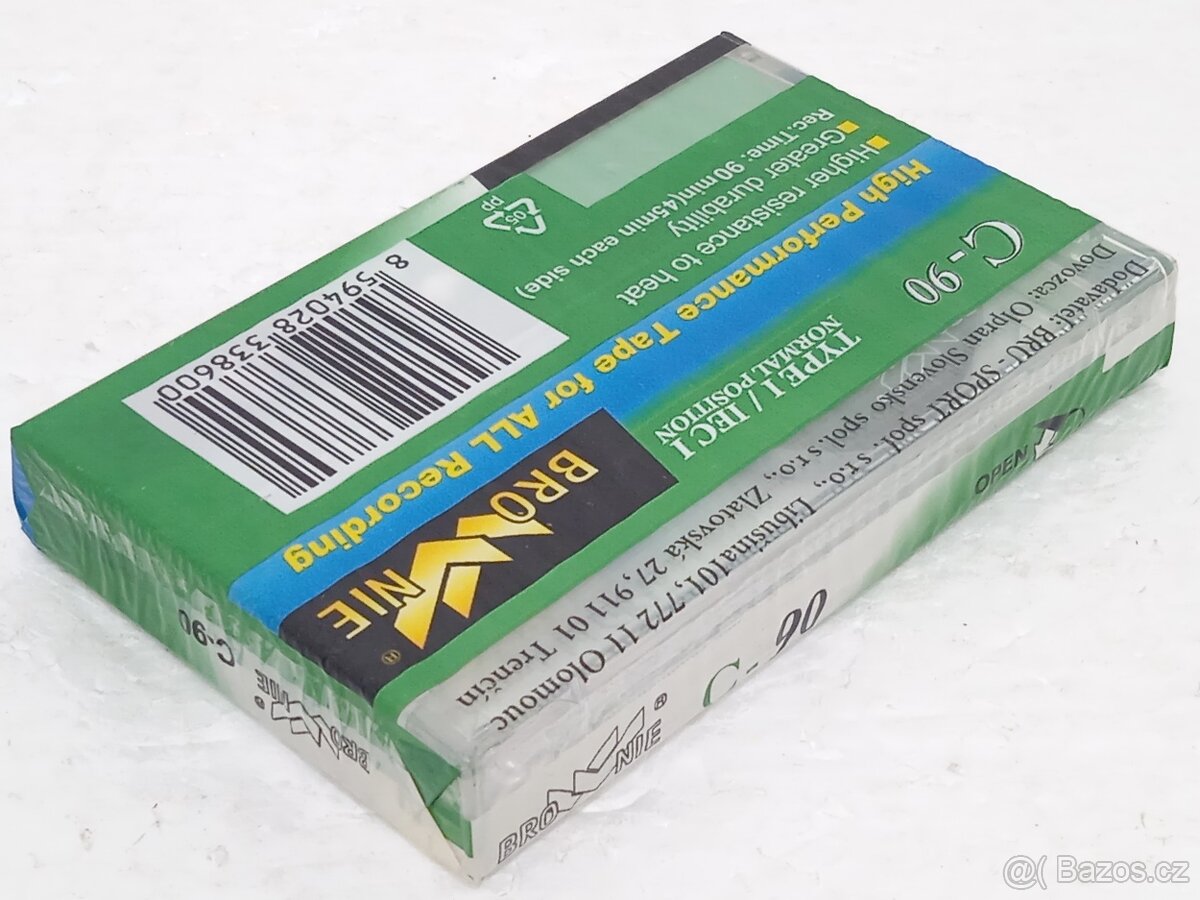 C-90
TYPE I / IEC I
NORMAL POSITION
BROWNIE®
High Performance Tape for ALL Recording
■ Higher resistance to heat
■ Greater durability
Rec.Time: 90min(45min each side)
05
PP
8 594028 338600
Dodavatel: BRU - SPORT spol., s r.o., Libušina 101, 772 11 Olomouc
Dovozca: Olpran Slovensko spol. s r.o., Zlatovská 27, 911 01 Trenčín
OPEN
BROWNIE® C-90
BROWNIE® C-90
@( Bazos.cz